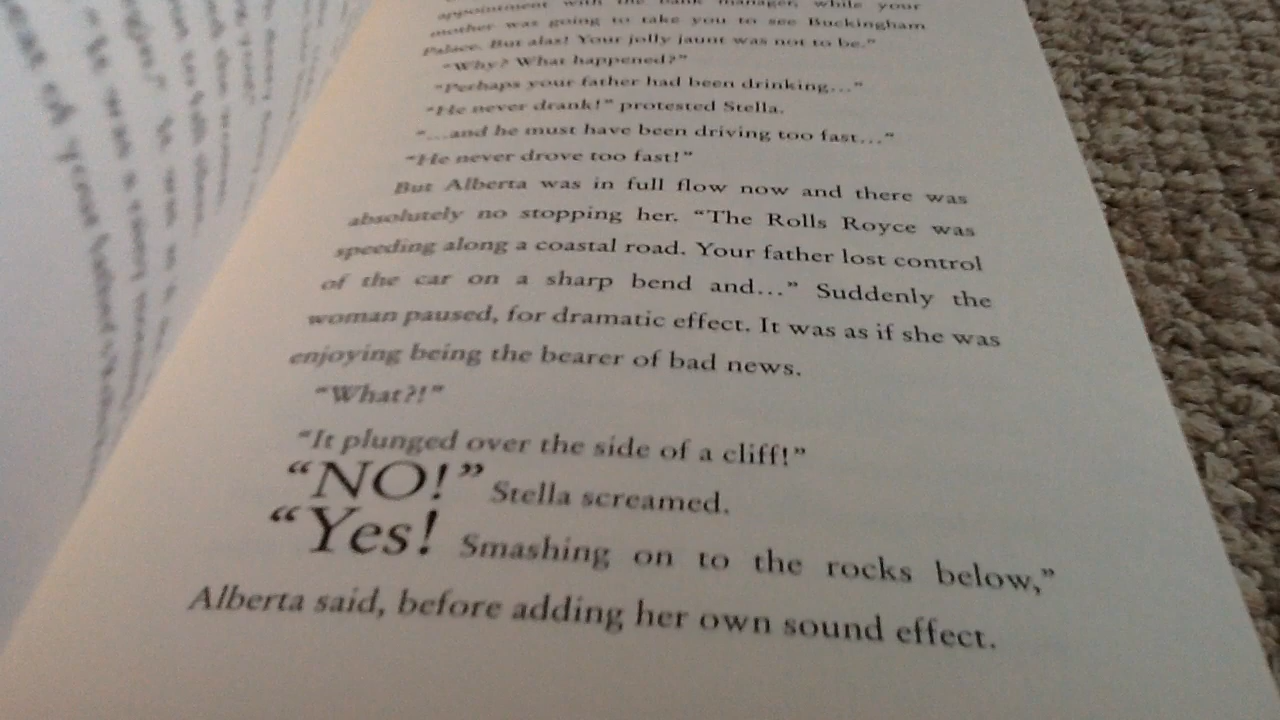 appointment with the bank manager, while your
mother was going to take you to see Buckingham
Palace. But alas! Your jolly jaunt was not to be.”
“Why? What happened?”
“Perhaps your father had been drinking…”
“He never drank!” protested Stella.
“…and he must have been driving too fast…”
“He never drove too fast!”
But Alberta was in full flow now and there was
absolutely no stopping her. “The Rolls Royce was
speeding along a coastal road. Your father lost control
of the car on a sharp bend and…” Suddenly the
woman paused, for dramatic effect. It was as if she was
enjoying being the bearer of bad news.
“What?!”
“It plunged over the side of a cliff!”
“NO!” Stella screamed.
“Yes! Smashing on to the rocks below,”
Alberta said, before adding her own sound effect.